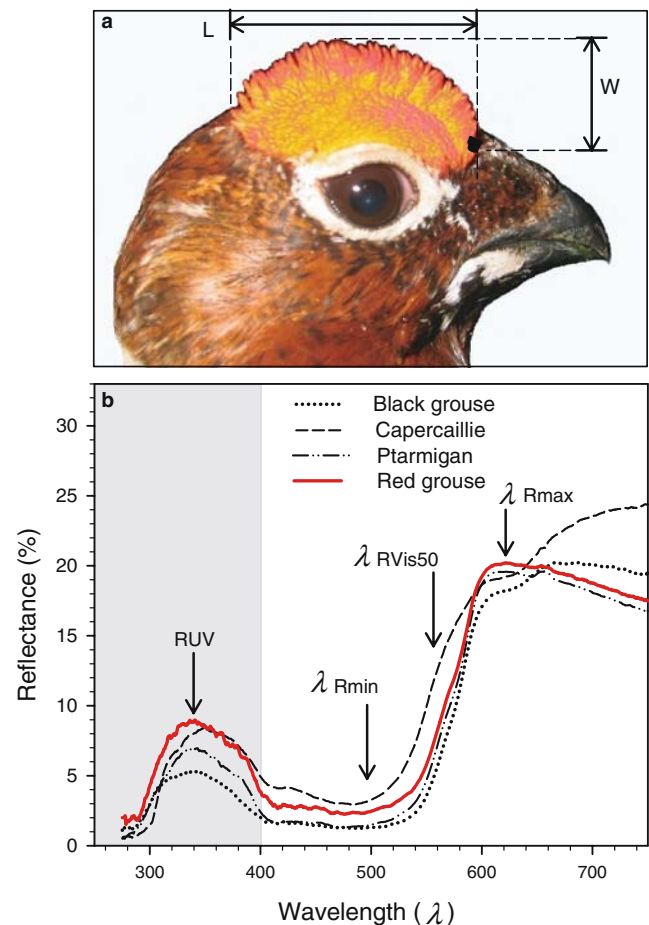 a
L
W
b
Black grouse
Capercaillie
Ptarmigan
Red grouse
λ Rmax
λ RVis50
RUV
λ Rmin
Reflectance (%)
30
25
20
15
10
5
0
300 400 500 600 700
Wavelength (λ)